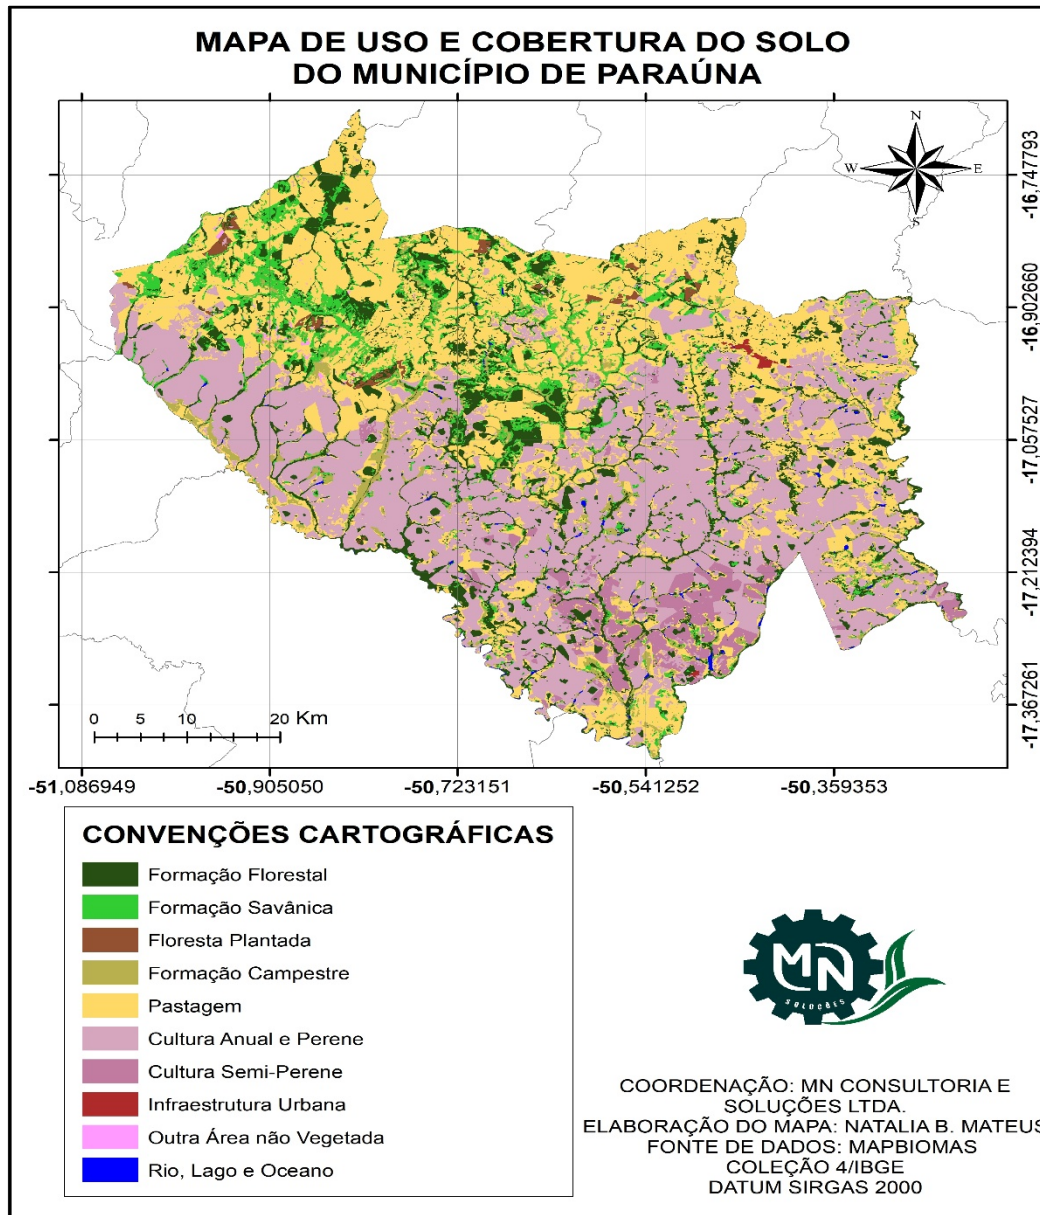 MAPA DE USO E COBERTURA DO SOLO
DO MUNICÍPIO DE PARAÚNA
N
W
E
S
-16,747793
-16,902660
-17,057527
-17,212394
-17,367261
0 5 10 20 Km
-51,086949 -50,905050 -50,723151 -50,541252 -50,359353
CONVENÇÕES CARTOGRÁFICAS
Formação Florestal
Formação Savânica
Floresta Plantada
Formação Campestre
Pastagem
Cultura Anual e Perene
Cultura Semi-Perene
Infraestrutura Urbana
Outra Área não Vegetada
Rio, Lago e Oceano
MN
SOLUÇÕES
COORDENAÇÃO: MN CONSULTORIA E
SOLUÇÕES LTDA.
ELABORAÇÃO DO MAPA: NATALIA B. MATEUS
FONTE DE DADOS: MAPBIOMAS
COLEÇÃO 4/IBGE
DATUM SIRGAS 2000